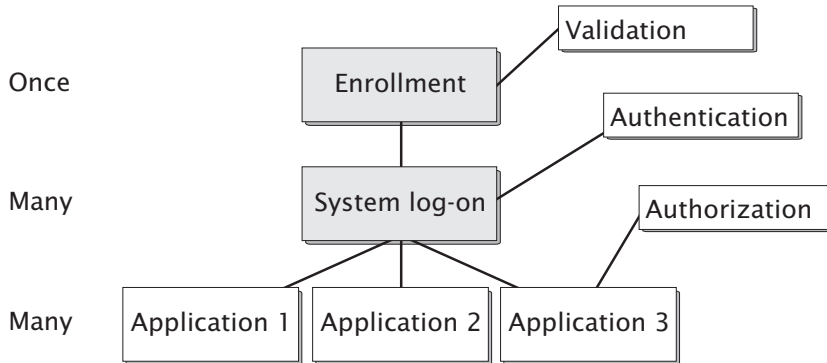 Validation
Once
Enrollment
Authentication
Many
System log-on
Authorization
Many
Application 1
Application 2
Application 3